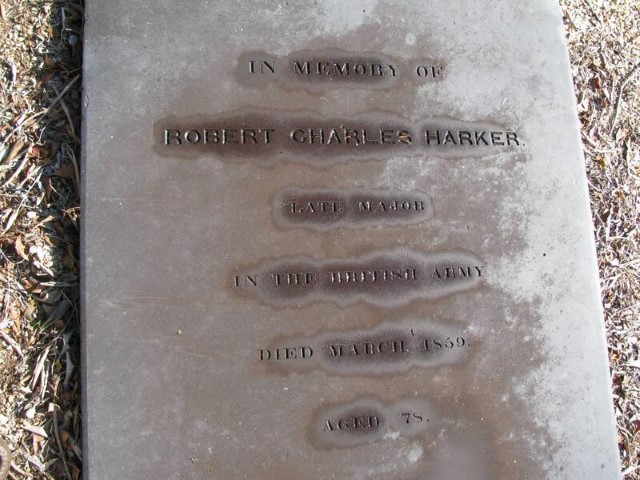 IN MEMORY OF
ROBERT CHARLES HARKER.
LATE MAJOR
IN THE BRITISH ARMY
DIED MARCH, 1859.
AGED 78.